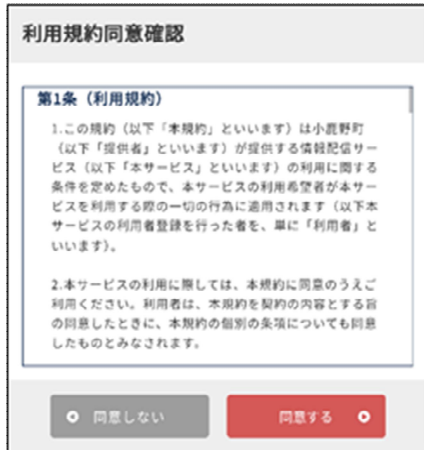 利用規約同意確認
第1条（利用規約）
1.この規約（以下「本規約」といいます）は小鹿野町
（以下「提供者」といいます）が提供する情報配信サー
ビス（以下「本サービス」といいます）の利用に関する
条件を定めたもので、本サービスの利用希望者が本サー
ビスを利用する際の一切の行為に適用されます（以下本
サービスの利用者登録を行った者を、単に「利用者」と
いいます）。
2.本サービスの利用に際しては、本規約に同意のうえご
利用ください。利用者は、本規約を契約の内容とする旨
の同意したときに、本規約の個別の条項についても同意
したものとみなされます。
同意しない
同意する